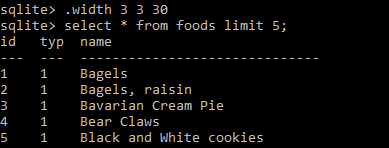 sqlite> .width 3 3 30
sqlite> select * from foods limit 5;
id   typ  name
---  ---  ------------------------------
1    1    Bagels
2    1    Bagels, raisin
3    1    Bavarian Cream Pie
4    1    Bear Claws
5    1    Black and White cookies